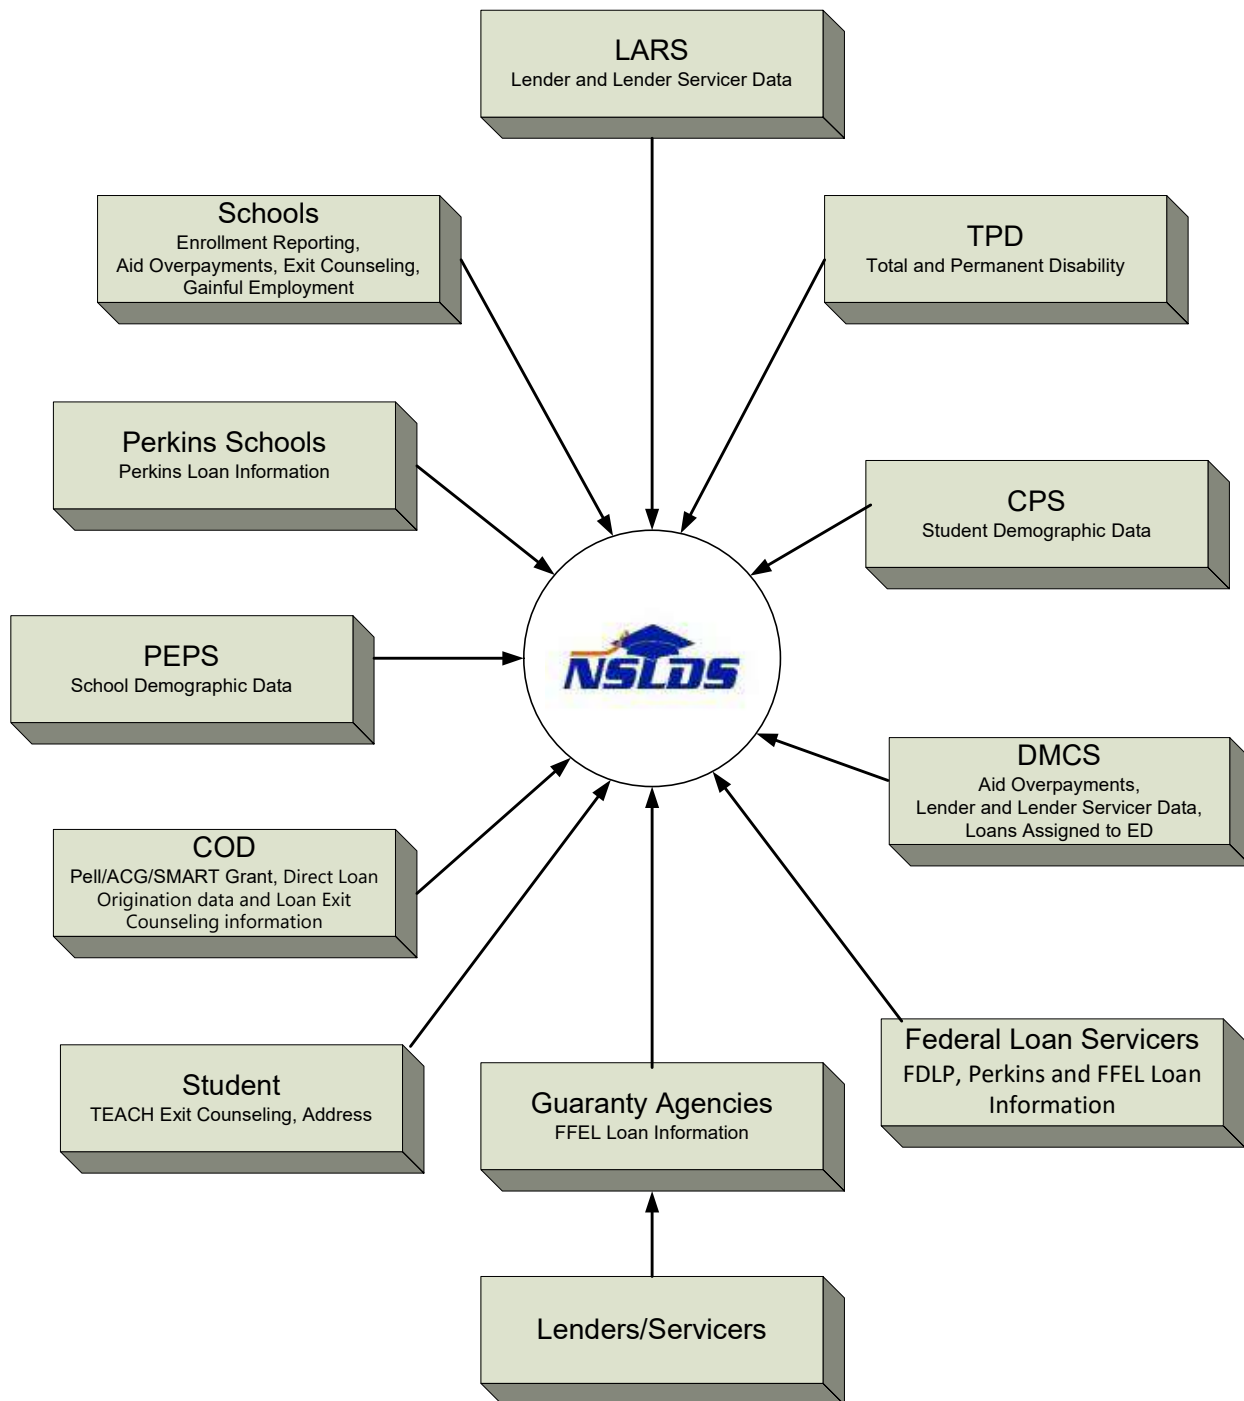 LARS
Lender and Lender Servicer Data
Schools
Enrollment Reporting,
Aid Overpayments, Exit Counseling,
Gainful Employment
TPD
Total and Permanent Disability
Perkins Schools
Perkins Loan Information
CPS
Student Demographic Data
PEPS
School Demographic Data
NSLDS
DMCS
Aid Overpayments,
Lender and Lender Servicer Data,
Loans Assigned to ED
COD
Pell/ACG/SMART Grant, Direct Loan
Origination data and Loan Exit
Counseling information
Federal Loan Servicers
FDLP, Perkins and FFEL Loan
Information
Student
TEACH Exit Counseling, Address
Guaranty Agencies
FFEL Loan Information
Lenders/Servicers